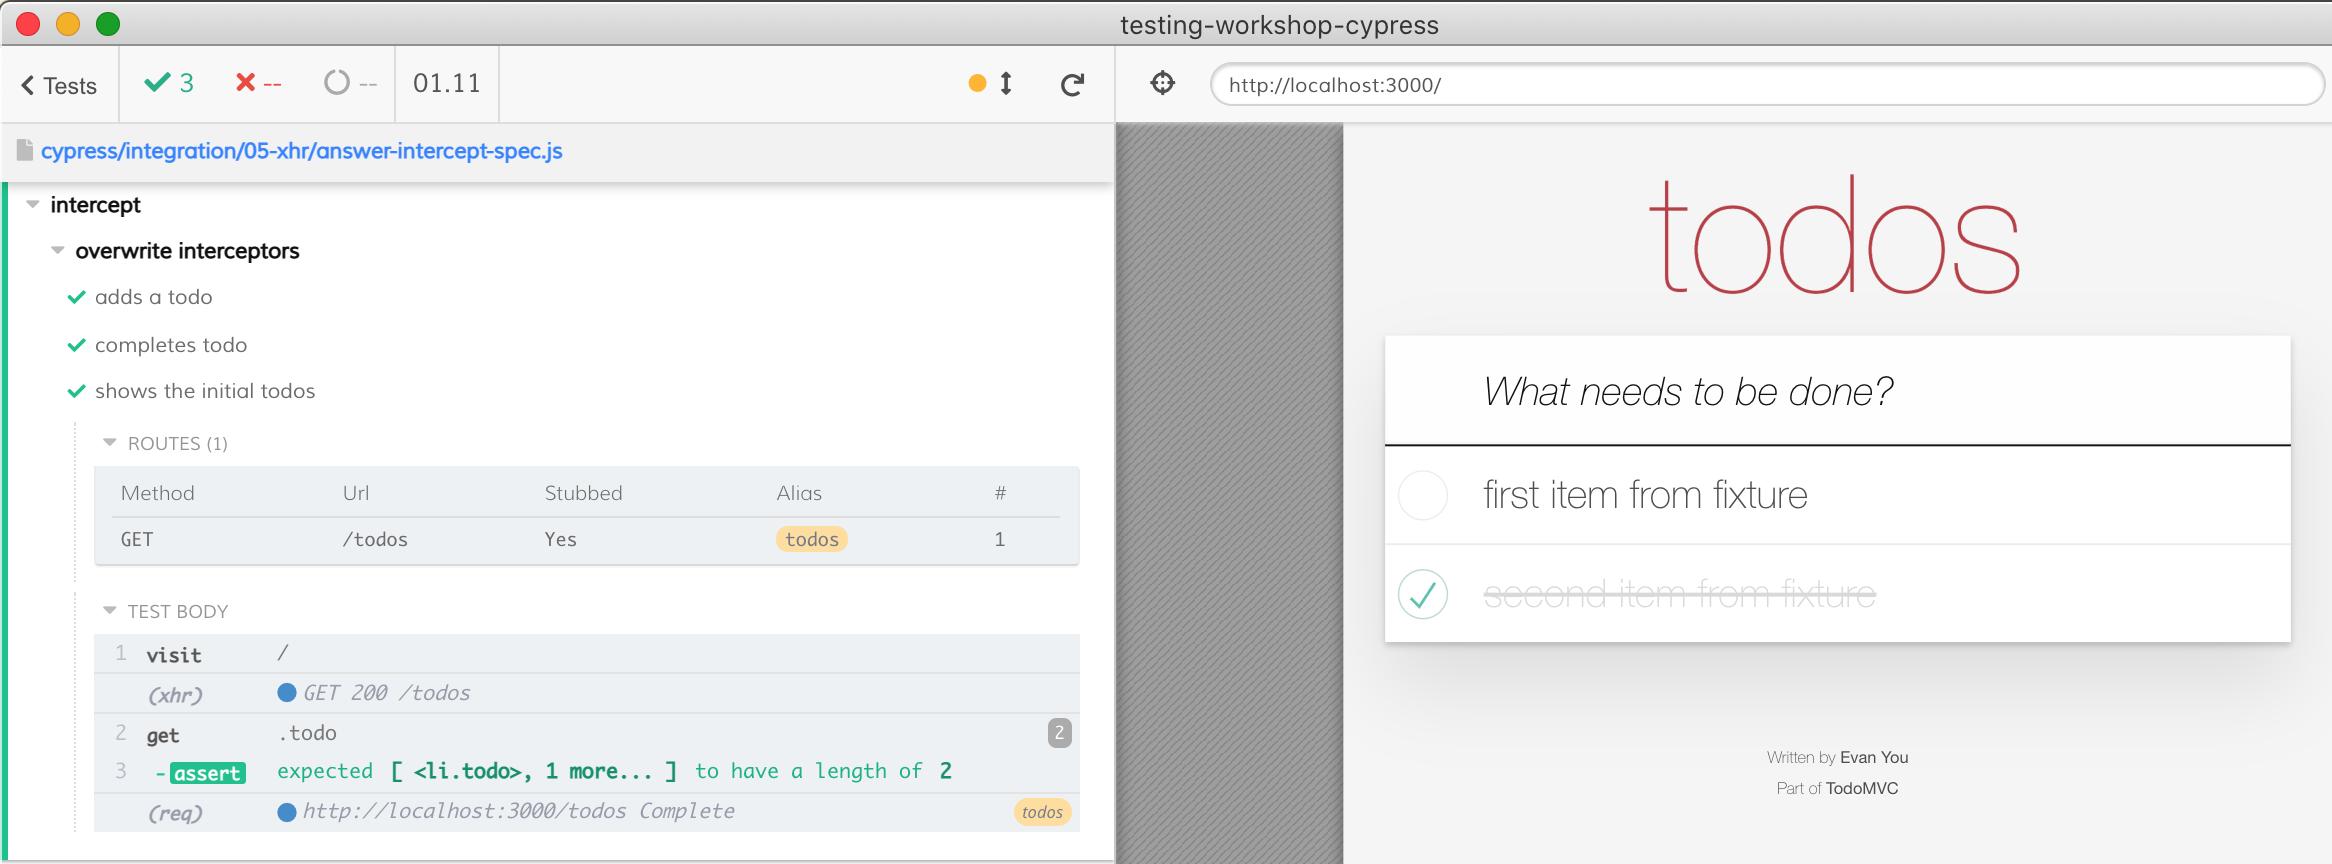 testing-workshop-cypress
Tests 3 -- -- 01.11
http://localhost:3000/
cypress/integration/05-xhr/answer-intercept-spec.js
intercept
overwrite interceptors
adds a todo
completes todo
shows the initial todos
ROUTES (1)
Method Url Stubbed Alias #
GET /todos Yes todos 1
TEST BODY
1 visit /
(xhr) GET 200 /todos
2 get .todo 2
3 -assert expected [ <li.todo>, 1 more... ] to have a length of 2
(req) http://localhost:3000/todos Complete todos
todos
What needs to be done?
first item from fixture
second item from fixture
Written by Evan You
Part of TodoMVC